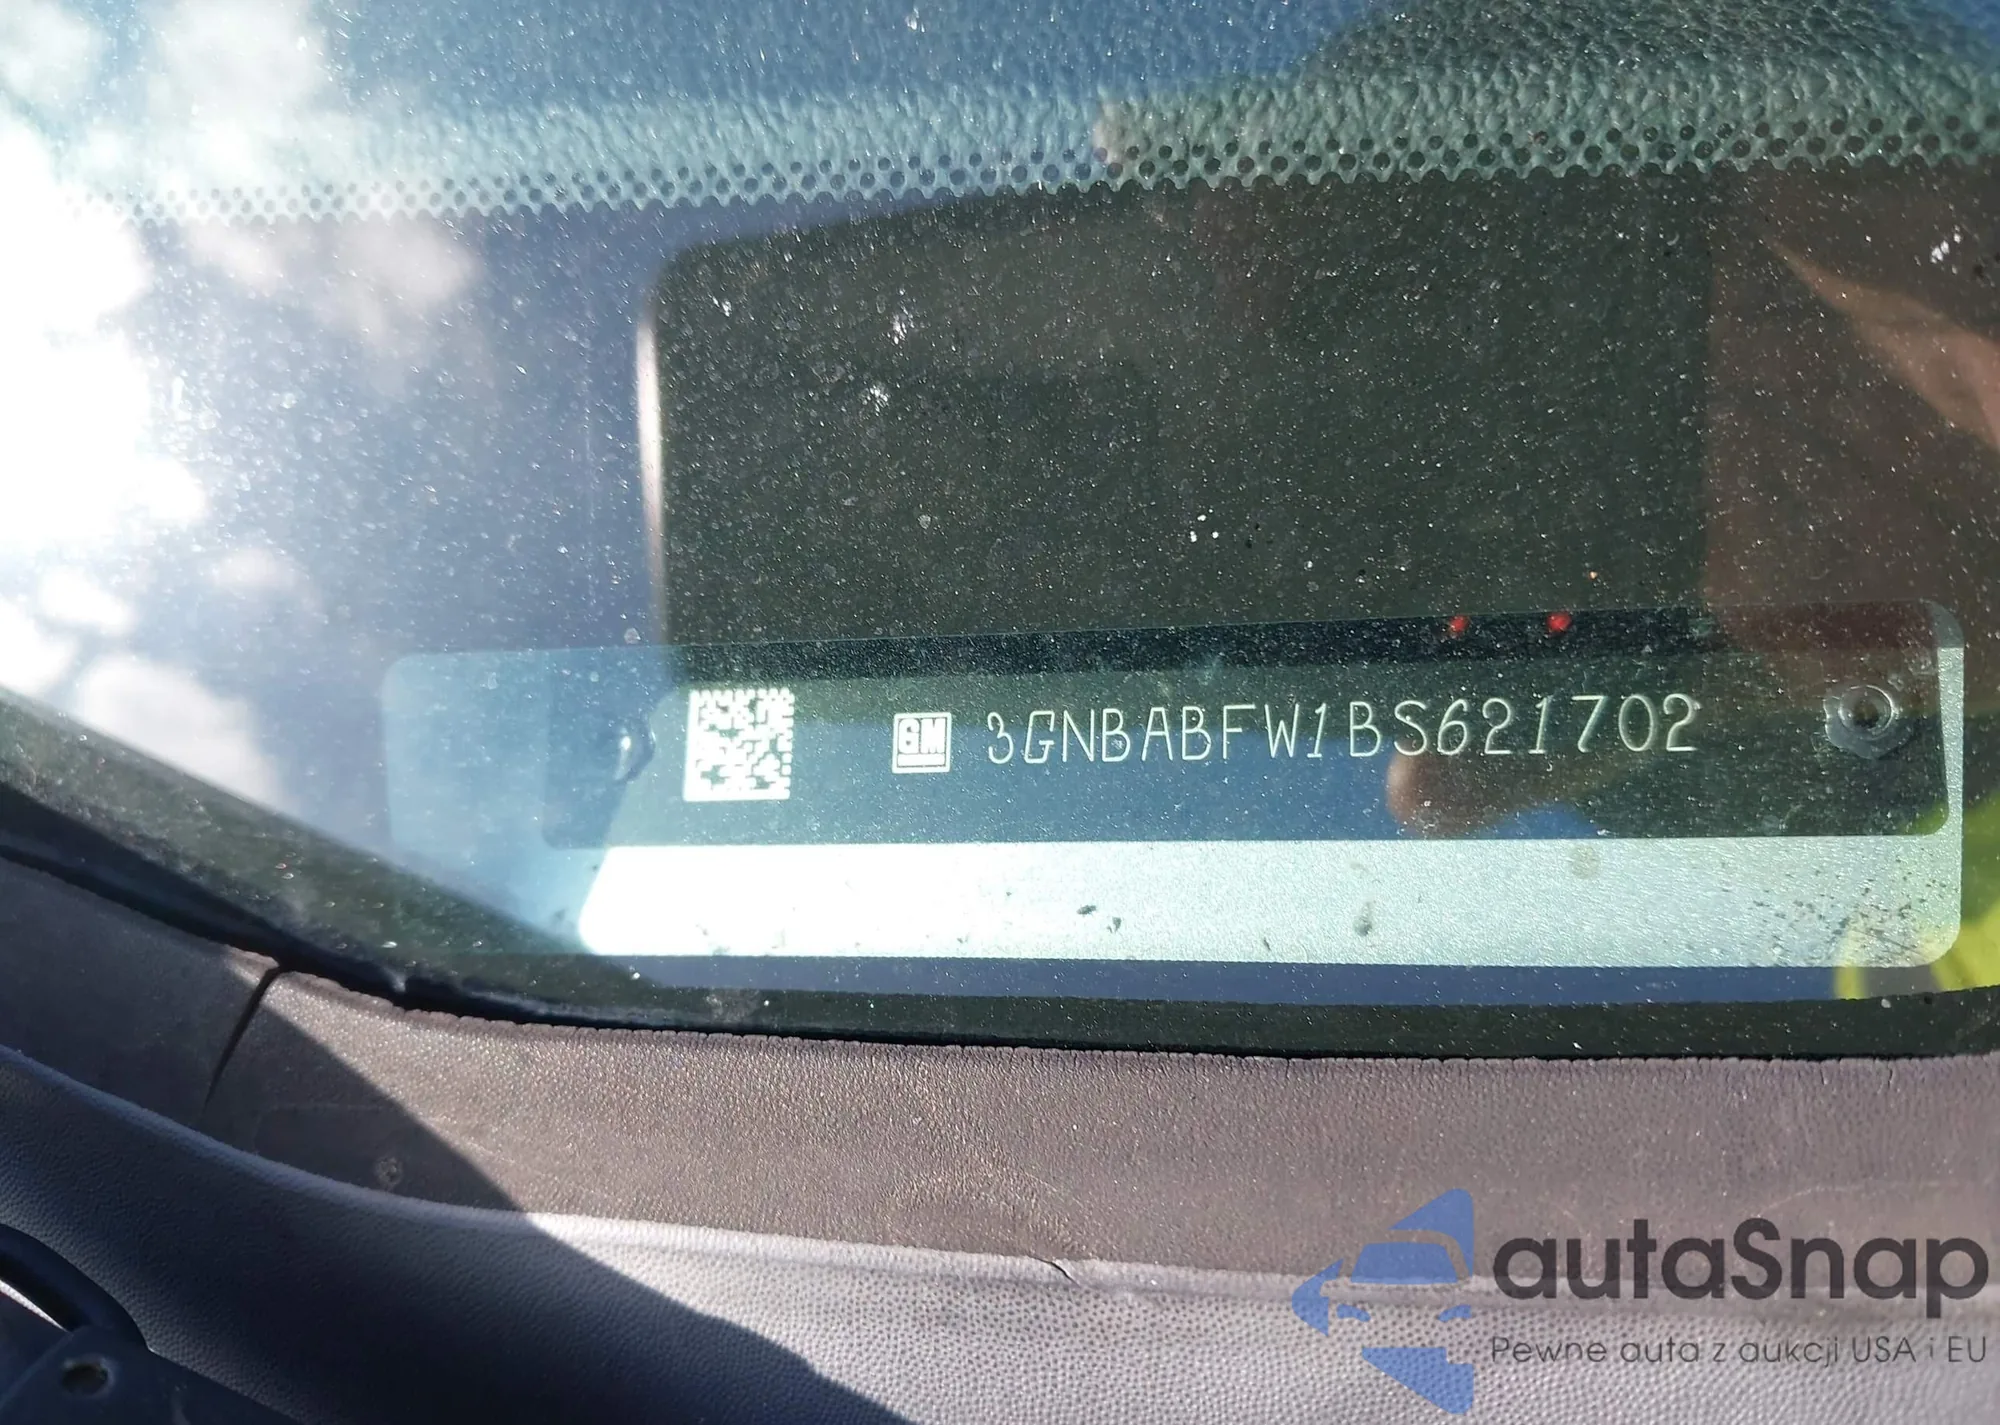 GM 3GNBABFW1BS621702
autaSnap
Pewne auta z aukcji USA i EU